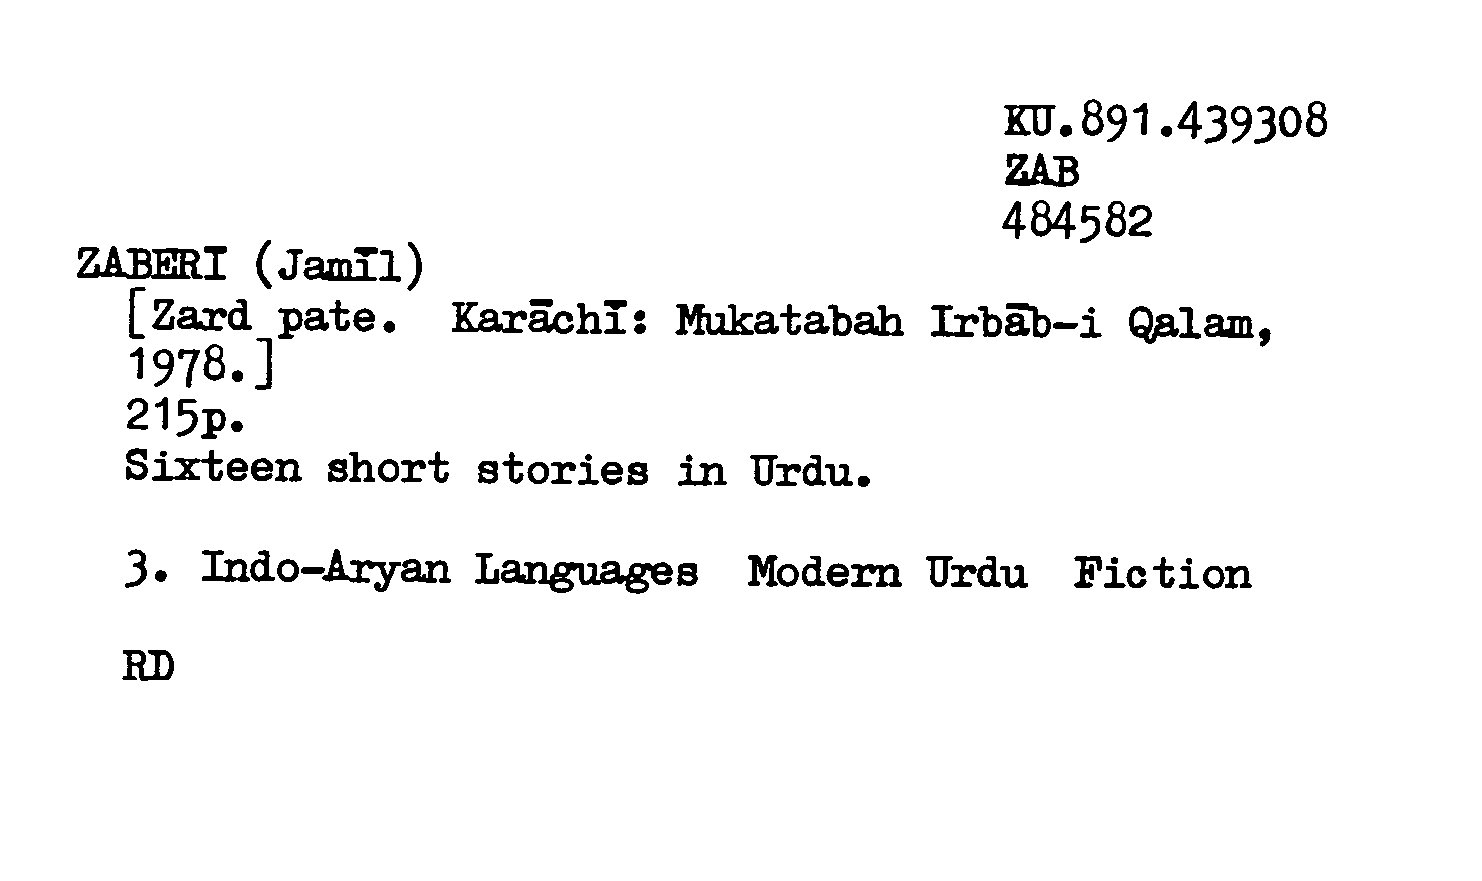 KU.891.439308
ZAB
484582
ZABERI (Jamīl)
[Zard pate. Karāchī: Mukatabah Irbāb-i Qalam,
1978.]
215p.
Sixteen short stories in Urdu.
3. Indo-Aryan Languages Modern Urdu Fiction
RD